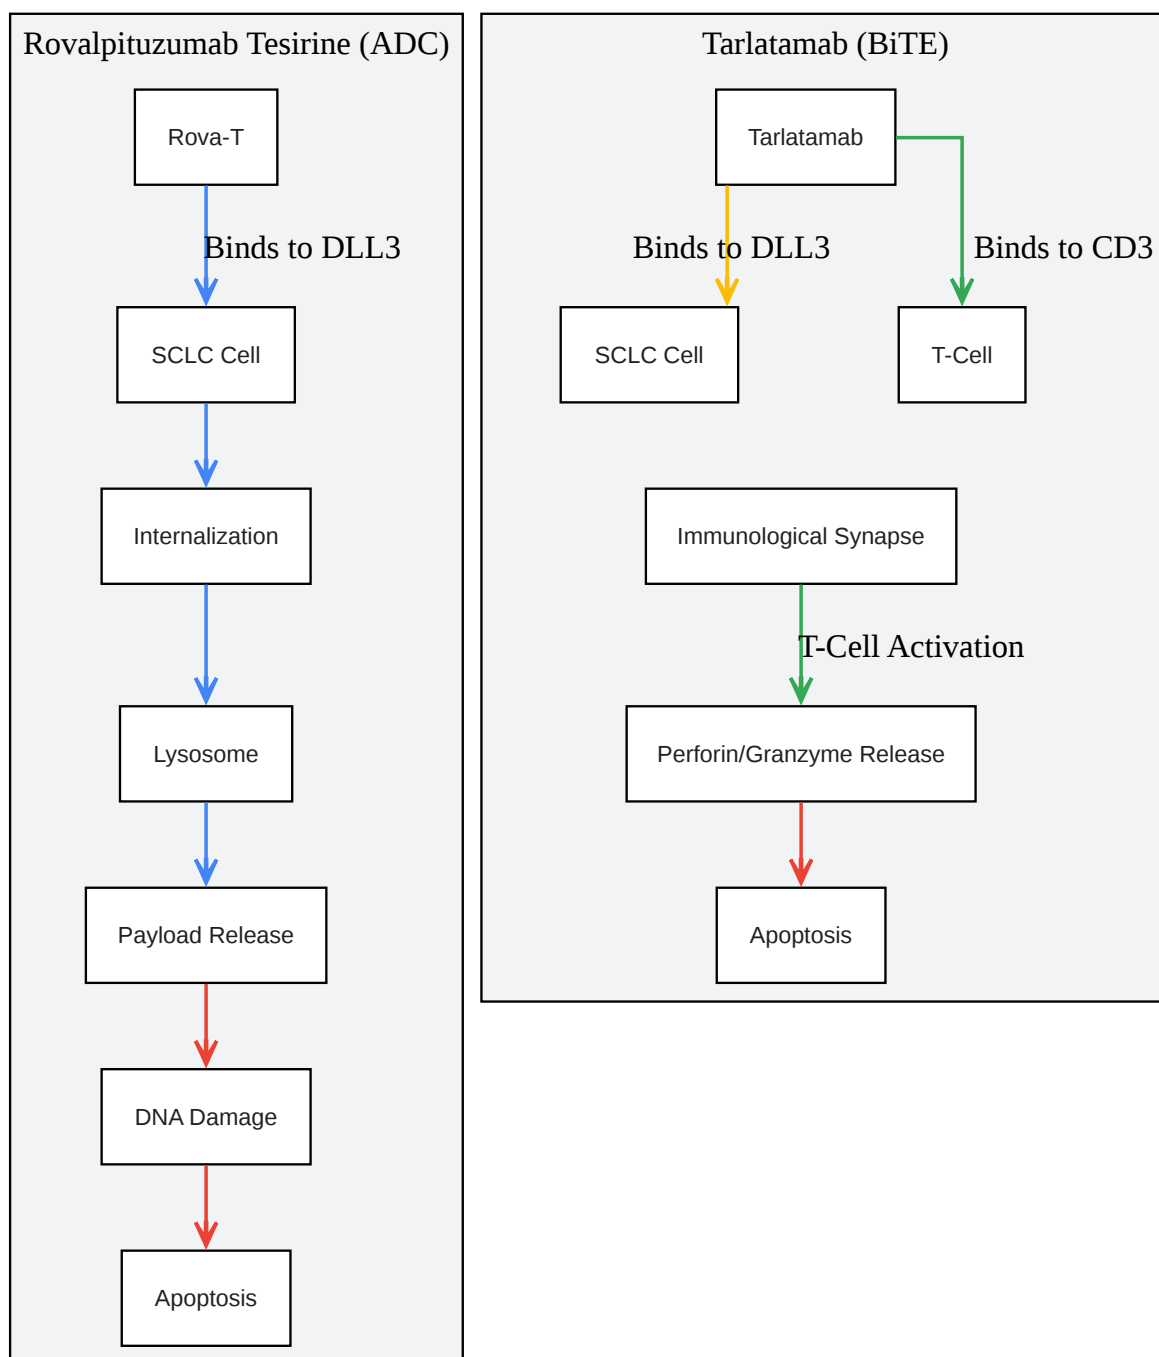 Rovalpituzumab Tesirine (ADC)
Rova-T
Binds to DLL3
SCLC Cell
Internalization
Lysosome
Payload Release
DNA Damage
Apoptosis
Tarlatamab (BiTE)
Tarlatamab
Binds to DLL3
Binds to CD3
SCLC Cell
T-Cell
Immunological Synapse
T-Cell Activation
Perforin/Granzyme Release
Apoptosis